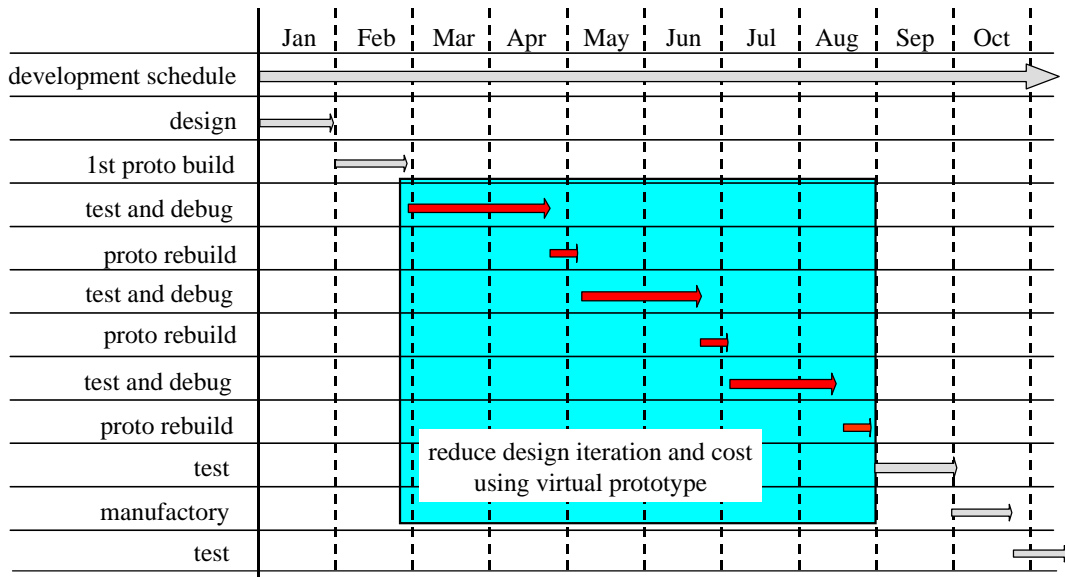 Jan Feb Mar Apr May Jun Jul Aug Sep Oct
development schedule
design
1st proto build
test and debug
proto rebuild
test and debug
proto rebuild
test and debug
proto rebuild
reduce design iteration and cost
using virtual prototype
test
manufactory
test